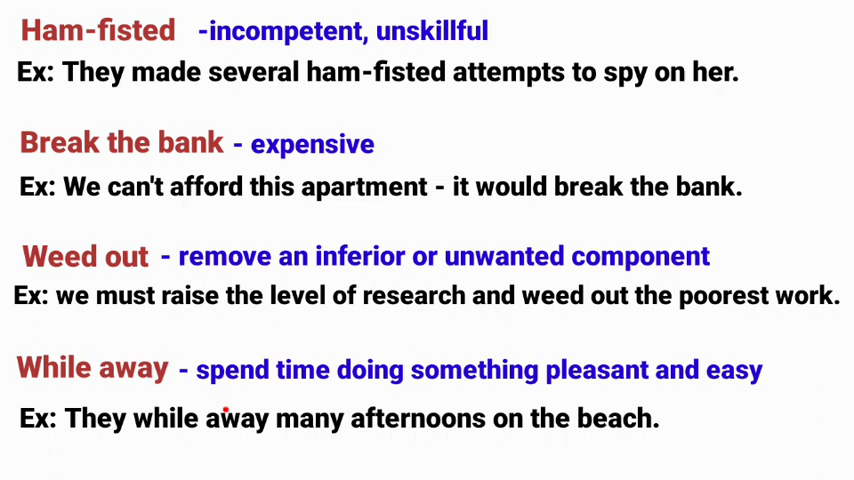 Ham-fisted -incompetent, unskillful
Ex: They made several ham-fisted attempts to spy on her.
Break the bank - expensive
Ex: We can't afford this apartment - it would break the bank.
Weed out - remove an inferior or unwanted component
Ex: we must raise the level of research and weed out the poorest work.
While away - spend time doing something pleasant and easy
Ex: They while away many afternoons on the beach.